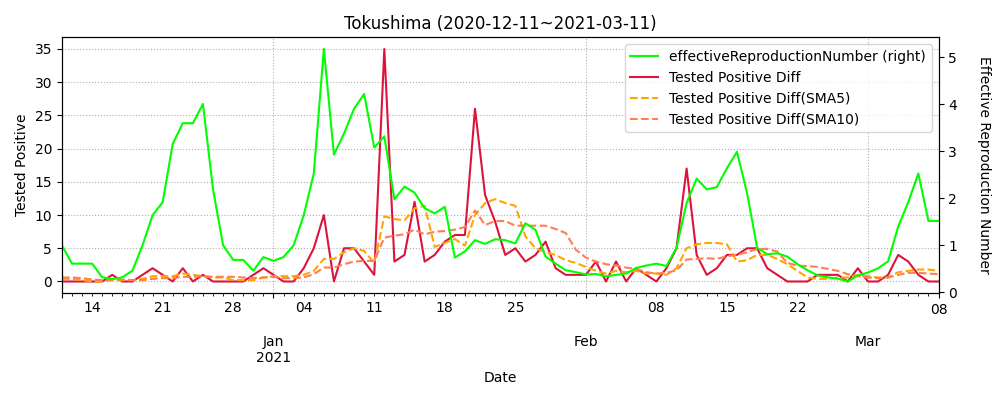 Tokushima (2020-12-11~2021-03-11)
effectiveReproductionNumber (right)
Tested Positive Diff
Tested Positive Diff(SMA5)
Tested Positive Diff(SMA10)
Tested Positive
35
30
25
20
15
10
5
0
Effective Reproduction Number
5
4
3
2
1
0
14 21 28 04 11 18 25 08 15 22 08
Jan Feb Mar
2021
Date